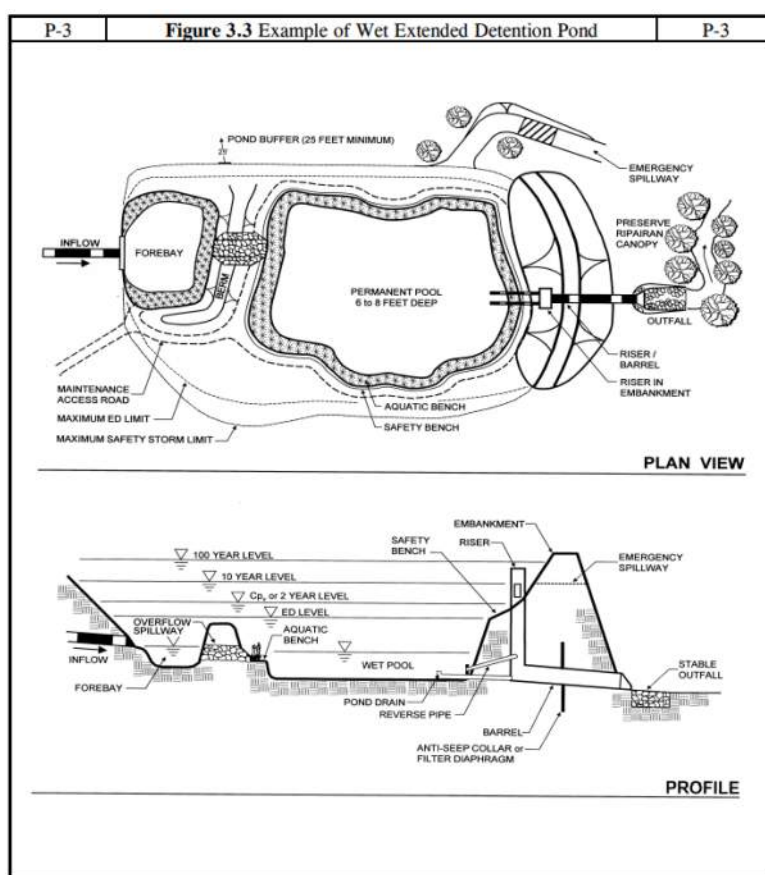 P-3
Figure 3.3 Example of Wet Extended Detention Pond
P-3
POND BUFFER (25 FEET MINIMUM)
25'
EMERGENCY
SPILLWAY
PRESERVE
RIPAIRAN
CANOPY
INFLOW
FOREBAY
BERM
PERMANENT POOL
6 to 8 FEET DEEP
OUTFALL
RISER /
BARREL
RISER IN
EMBANKMENT
MAINTENANCE
ACCESS ROAD
AQUATIC BENCH
MAXIMUM ED LIMIT
SAFETY BENCH
MAXIMUM SAFETY STORM LIMIT
PLAN VIEW
EMBANKMENT
SAFETY
BENCH
RISER
100 YEAR LEVEL
EMERGENCY
SPILLWAY
10 YEAR LEVEL
Cpv or 2 YEAR LEVEL
ED LEVEL
OVERFLOW
SPILLWAY
AQUATIC
BENCH
INFLOW
WET POOL
STABLE
OUTFALL
FOREBAY
POND DRAIN
REVERSE PIPE
BARREL
ANTI-SEEP COLLAR or
FILTER DIAPHRAGM
PROFILE